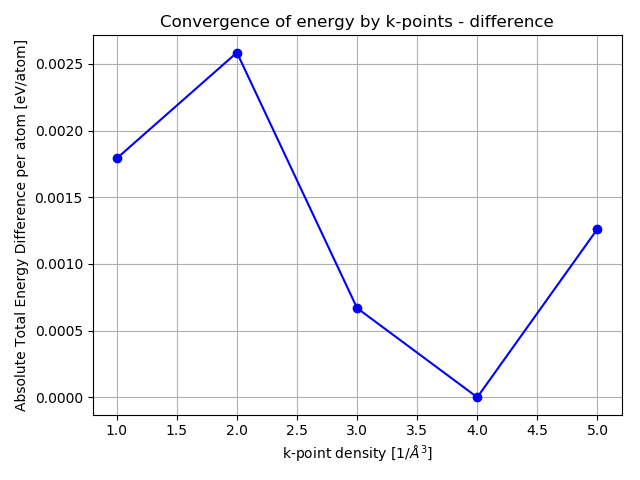 Convergence of energy by k-points - difference
Absolute Total Energy Difference per atom [eV/atom]
0.0025
0.0020
0.0015
0.0010
0.0005
0.0000
1.0 1.5 2.0 2.5 3.0 3.5 4.0 4.5 5.0
k-point density [1/Å³]